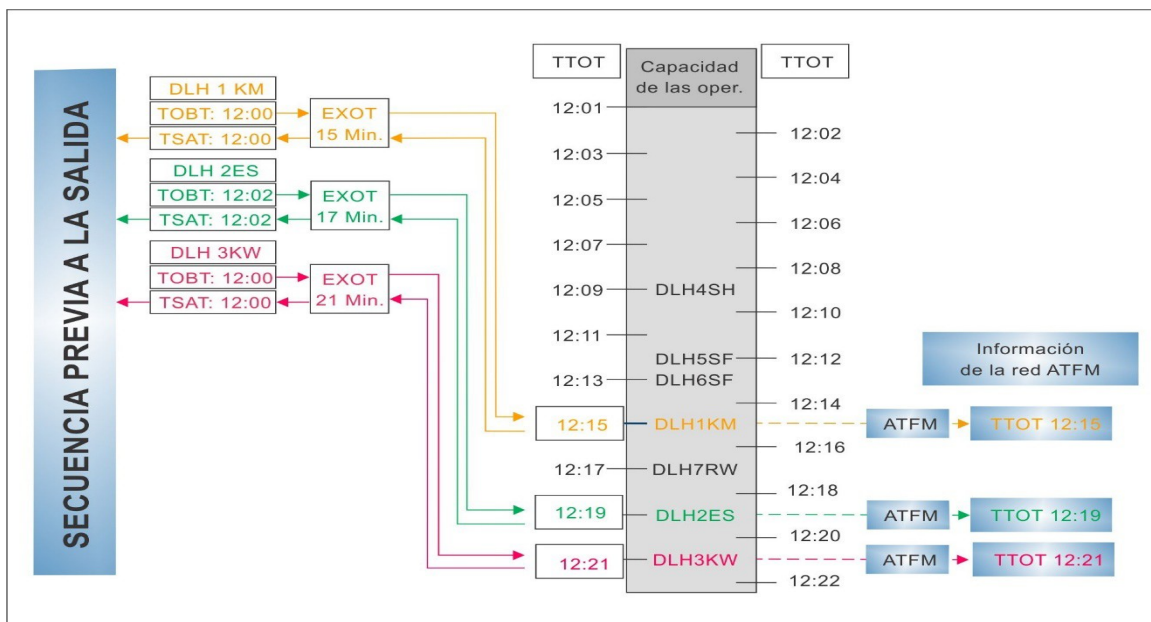 SECUENCIA PREVIA A LA SALIDA
DLH 1 KM
TOBT: 12:00
TSAT: 12:00
EXOT
15 Min.
DLH 2ES
TOBT: 12:02
TSAT: 12:02
EXOT
17 Min.
DLH 3KW
TOBT: 12:00
TSAT: 12:00
EXOT
21 Min.
TTOT
Capacidad
de las oper.
TTOT
12:01
12:02
12:03
12:04
12:05
12:06
12:07
12:08
12:09
DLH4SH
12:10
12:11
DLH5SF
12:12
12:13
DLH6SF
12:14
12:15
DLH1KM
12:16
12:17
DLH7RW
12:18
12:19
DLH2ES
12:20
12:21
DLH3KW
12:22
Información
de la red ATFM
ATFM
TTOT 12:15
ATFM
TTOT 12:19
ATFM
TTOT 12:21